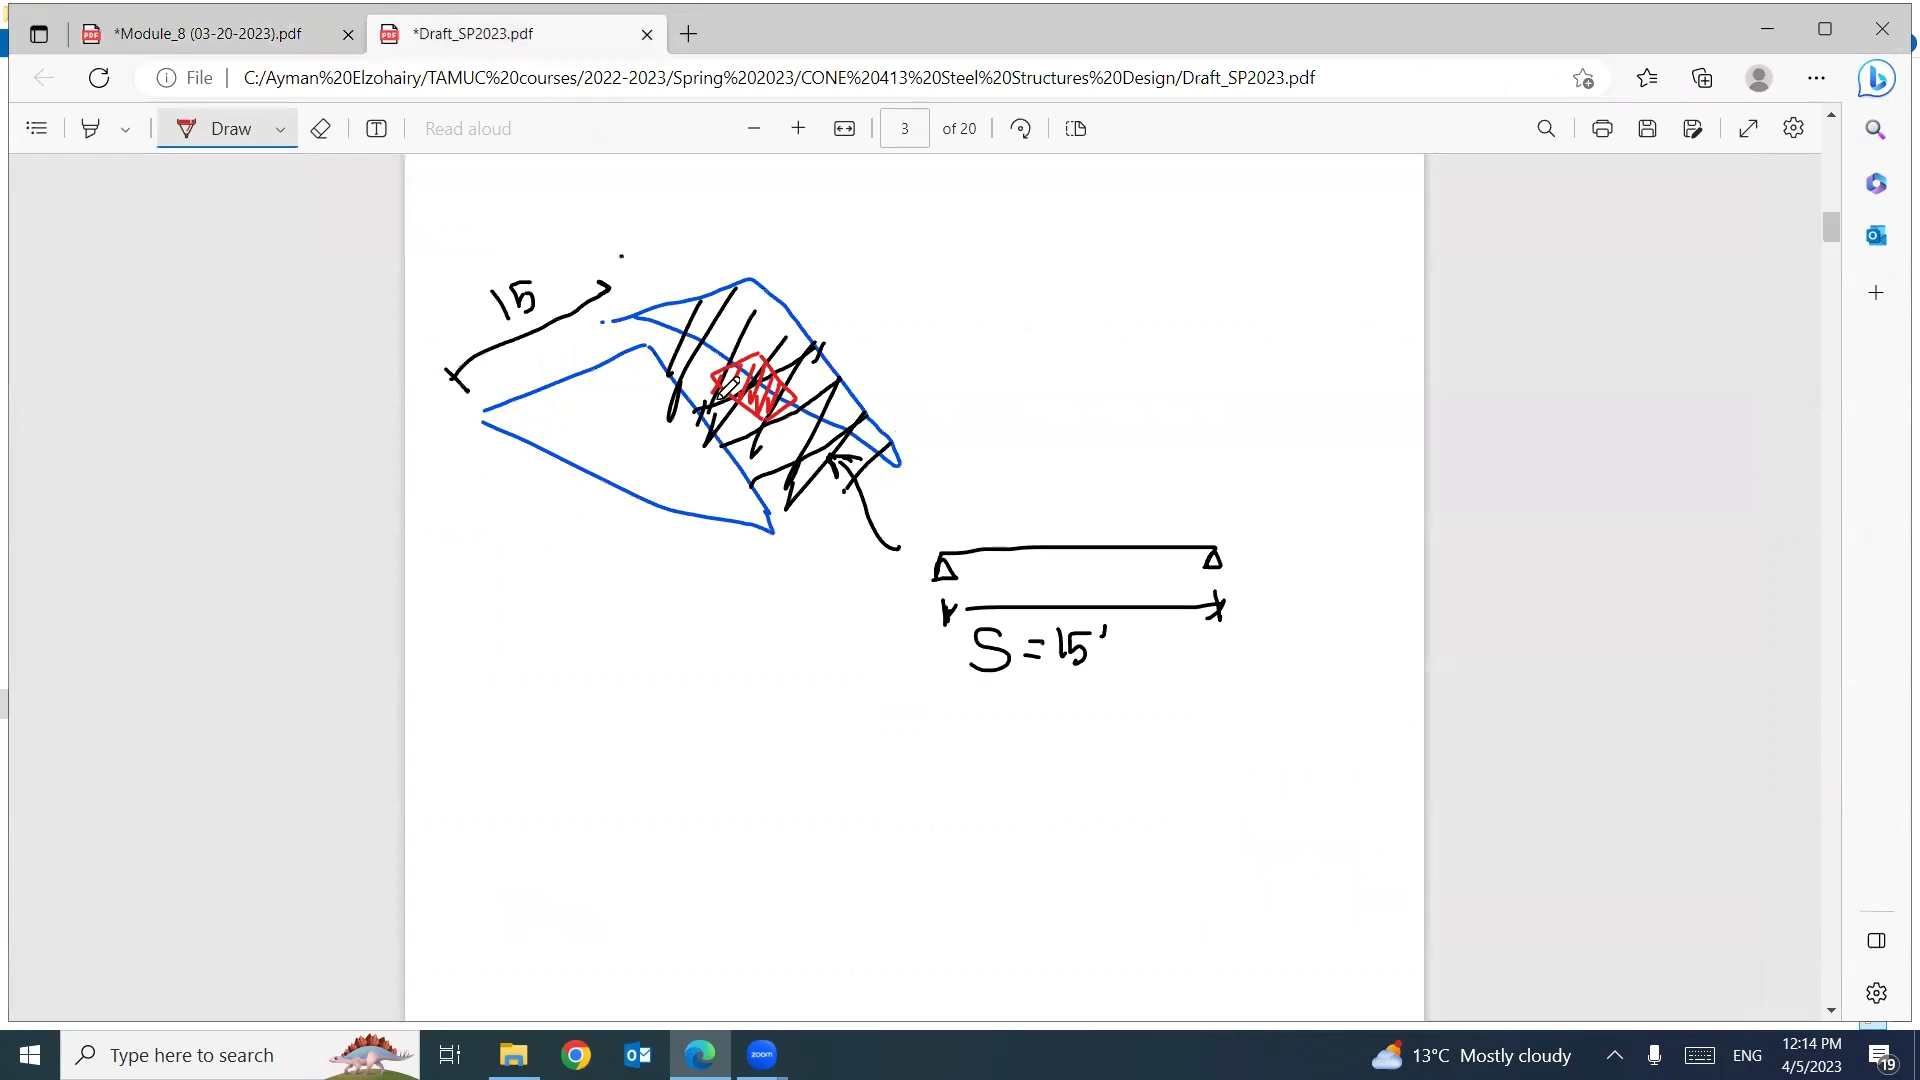 *Module_8 (03-20-2023).pdf
*Draft_SP2023.pdf
File
C:/Ayman%20Elzohairy/TAMUC%20courses/2022-2023/Spring%202023/CONE%20413%20Steel%20Structures%20Design/Draft_SP2023.pdf
Draw
Read aloud
3 of 20
15
S = 15'
Type here to search
zoom
13°C Mostly cloudy
ENG
12:14 PM
4/5/2023
19